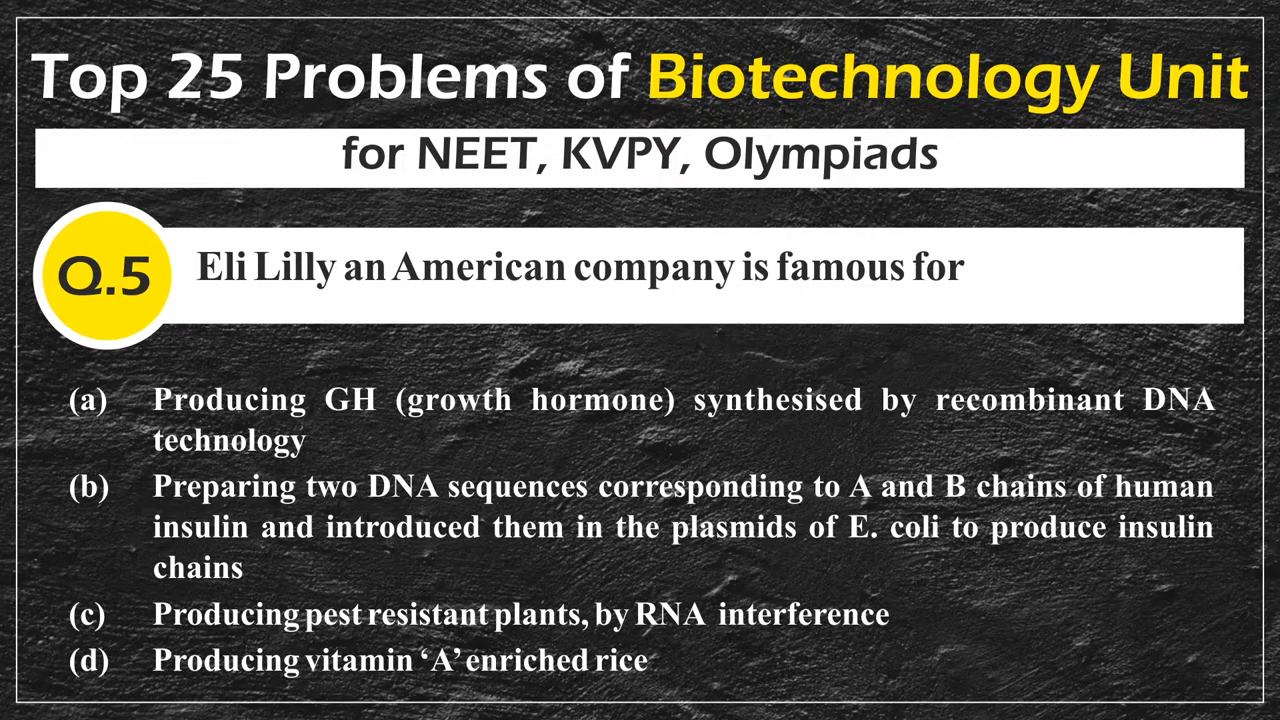 Top 25 Problems of Biotechnology Unit
for NEET, KVPY, Olympiads
Q.5
Eli Lilly an American company is famous for
(a) Producing GH (growth hormone) synthesised by recombinant DNA
technology
(b) Preparing two DNA sequences corresponding to A and B chains of human
insulin and introduced them in the plasmids of E. coli to produce insulin
chains
(c) Producing pest resistant plants, by RNA interference
(d) Producing vitamin ‘A’ enriched rice